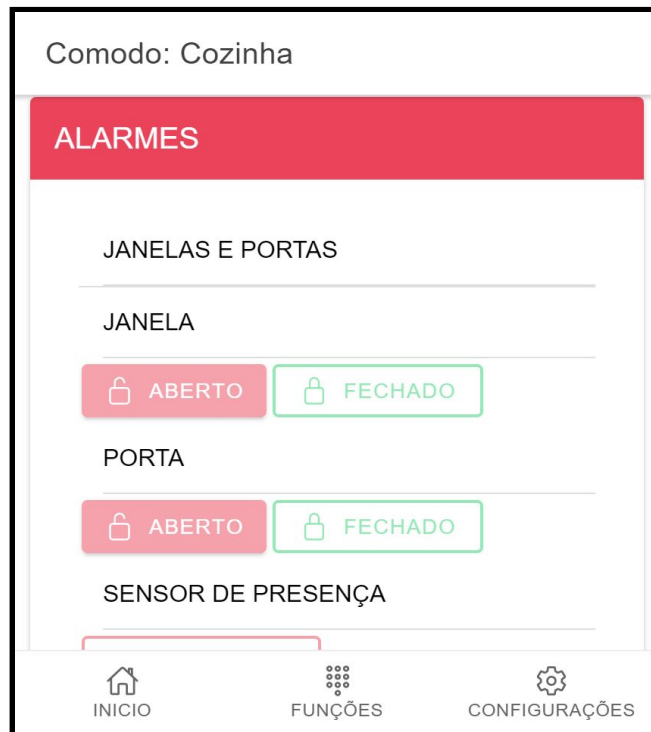 Comodo: Cozinha
ALARMES
JANELAS E PORTAS
JANELA
ABERTO FECHADO
PORTA
ABERTO FECHADO
SENSOR DE PRESENÇA
INICIO FUNÇÕES CONFIGURAÇÕES